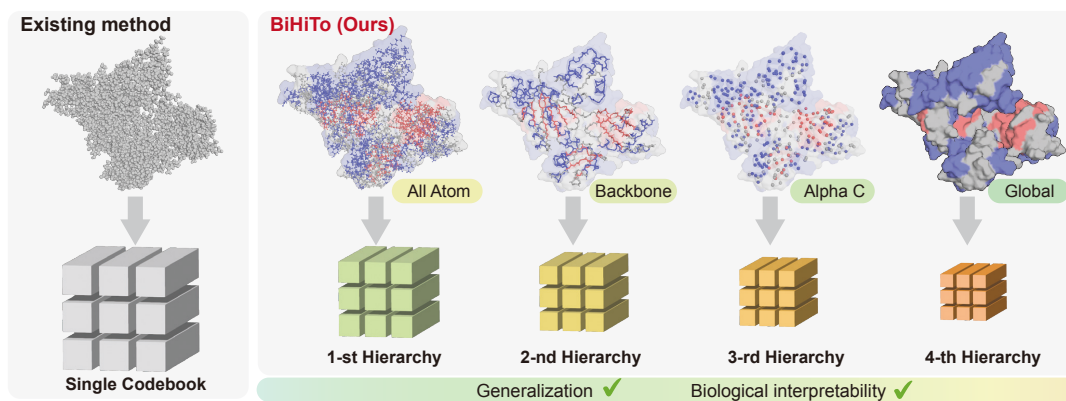 Existing method
BiHiTo (Ours)
All Atom
Backbone
Alpha C
Global
1-st Hierarchy
2-nd Hierarchy
3-rd Hierarchy
4-th Hierarchy
Single Codebook
Generalization ✓
Biological interpretability ✓